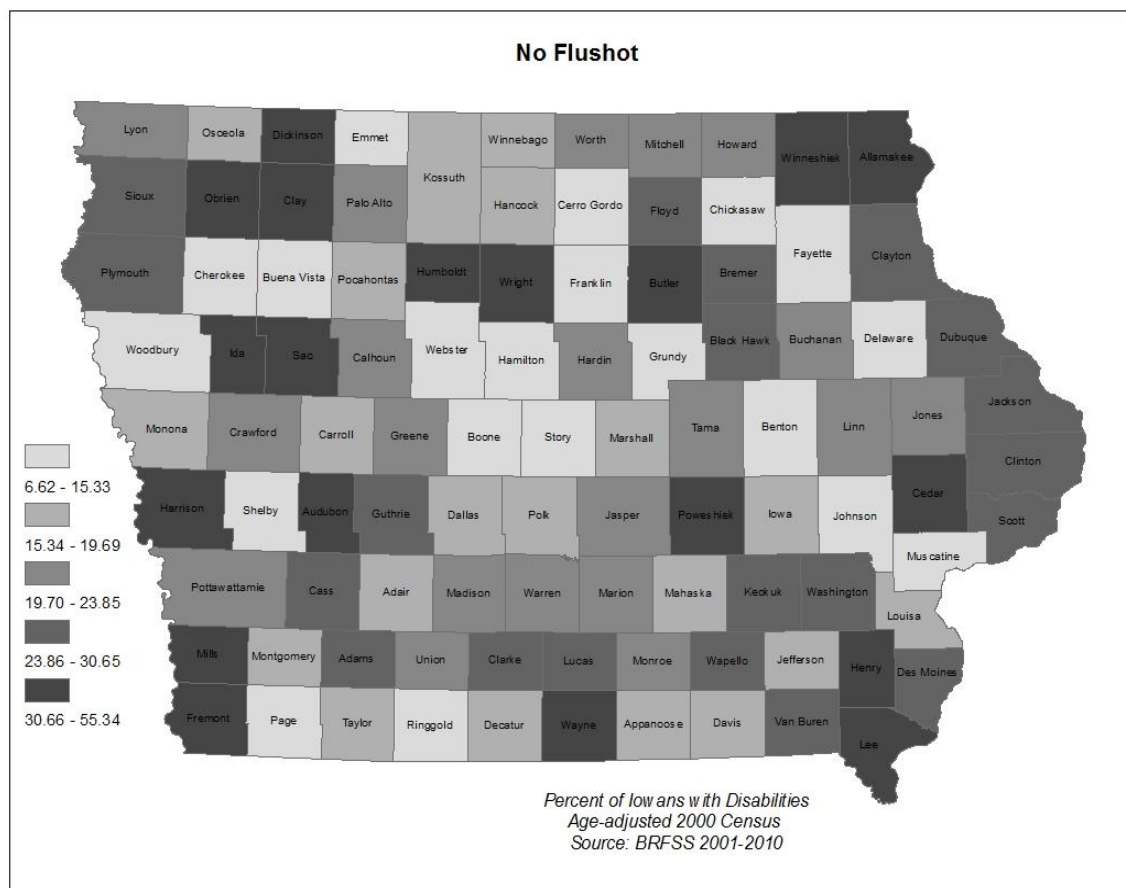 No Flushot
Lyon
Osceola
Dickinson
Emmet
Winnebago
Worth
Mitchell
Howard
Winneshiek
Allamakee
Kossuth
Sioux
Obrien
Clay
Palo Alto
Hancock
Cerro Gordo
Floyd
Chickasaw
Fayette
Clayton
Plymouth
Cherokee
Buena Vista
Pocahontas
Humboldt
Wright
Franklin
Butler
Bremer
Woodbury
Ida
Sac
Calhoun
Webster
Hamilton
Hardin
Grundy
Black Hawk
Buchanan
Delaware
Dubuque
Monona
Crawford
Carroll
Greene
Boone
Story
Marshall
Tama
Benton
Linn
Jones
Jackson
Clinton
Harrison
Shelby
Audubon
Guthrie
Dallas
Polk
Jasper
Poweshiek
Iowa
Johnson
Cedar
Scott
Muscatine
Pottawattamie
Cass
Adair
Madison
Warren
Marion
Mahaska
Keokuk
Washington
Louisa
Mills
Montgomery
Adams
Union
Clarke
Lucas
Monroe
Wapello
Jefferson
Henry
Des Moines
Fremont
Page
Taylor
Ringgold
Decatur
Wayne
Appanoose
Davis
Van Buren
Lee
6.62 - 15.33
15.34 - 19.69
19.70 - 23.85
23.86 - 30.65
30.66 - 55.34
Percent of Iowans with Disabilities
Age-adjusted 2000 Census
Source: BRFSS 2001-2010